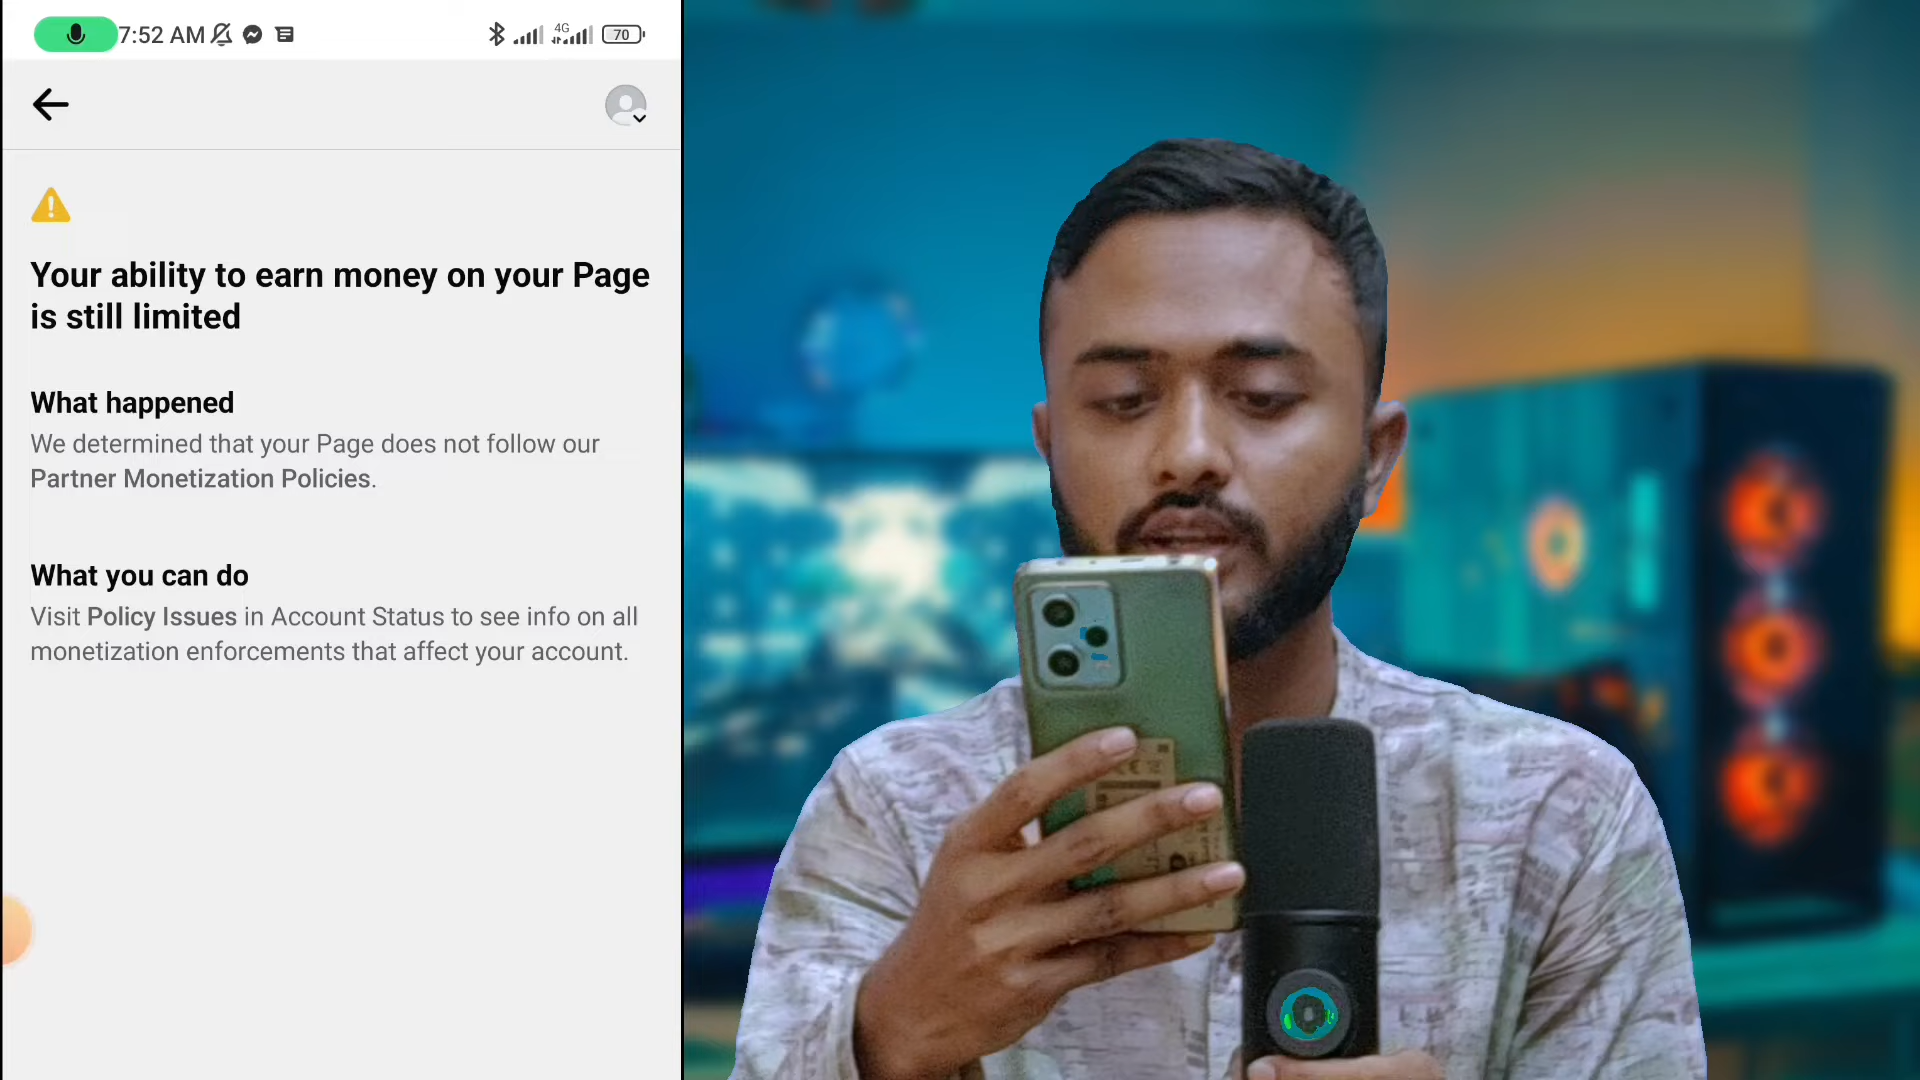 7:52 AM
4G
70
Your ability to earn money on your Page
is still limited
What happened
We determined that your Page does not follow our
Partner Monetization Policies.
What you can do
Visit Policy Issues in Account Status to see info on all
monetization enforcements that affect your account.